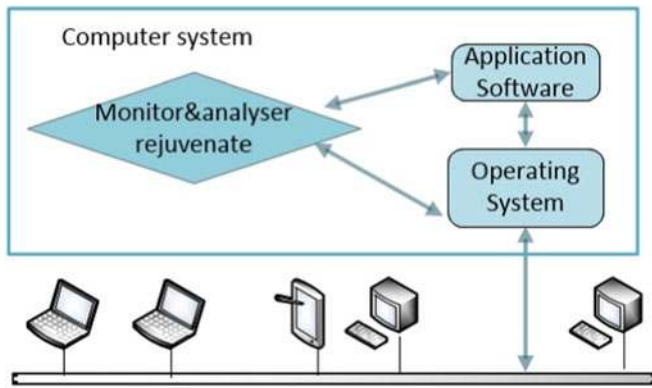 Computer system
Application
Software
Monitor&analyser
rejuvenate
Operating
System